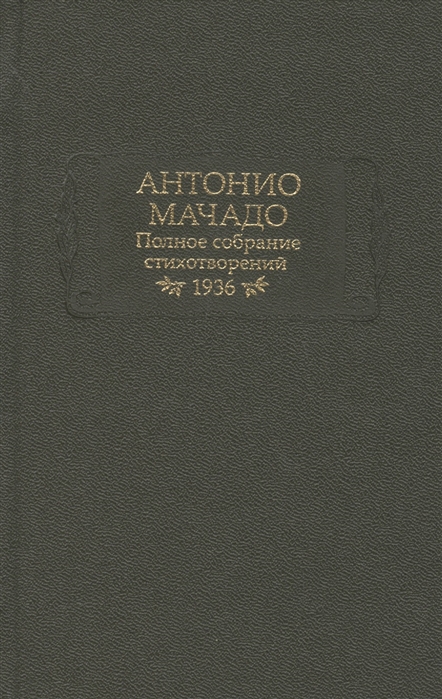 АНТОНИО
МАЧАДО
Полное собрание
стихотворений
1936